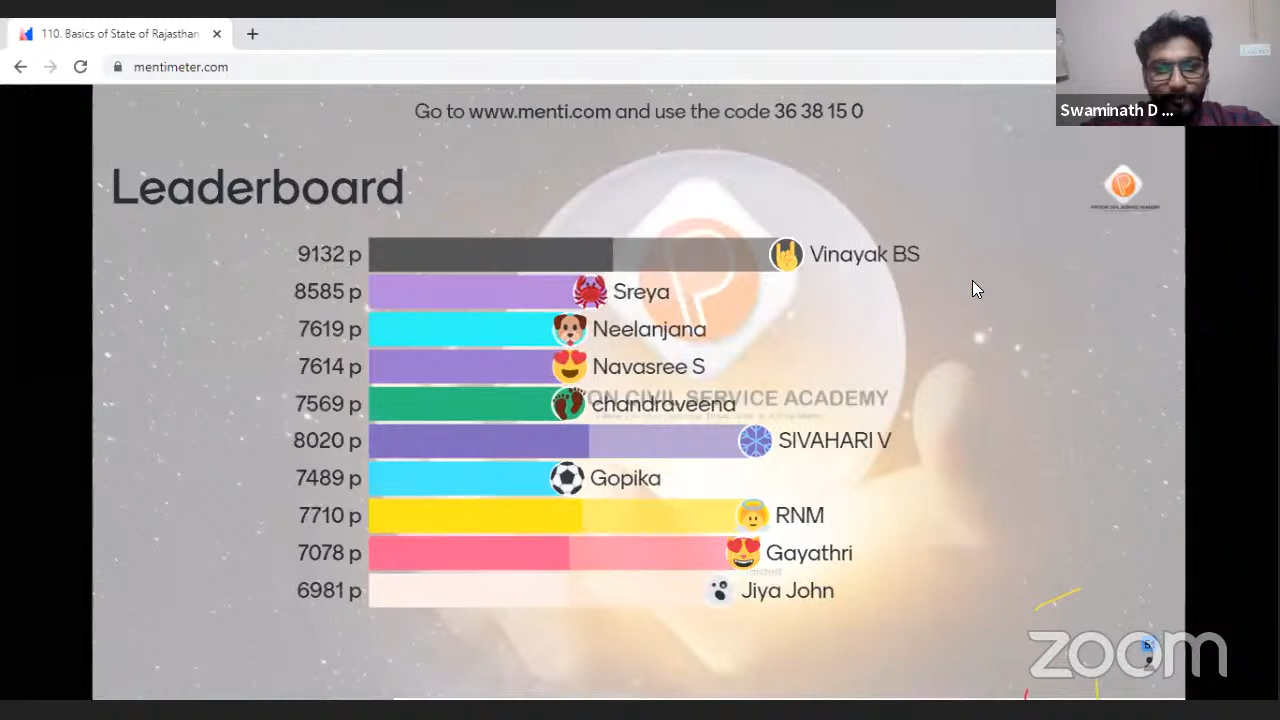 110. Basics of State of Rajasthan
mentimeter.com
Swaminath D ...
Go to www.menti.com and use the code 36 38 15 0
Leaderboard
9132 p Vinayak BS
8585 p Sreya
7619 p Neelanjana
7614 p Navasree S
7569 p chandraveena
ON CIVIL SERVICE ACADEMY
8020 p SIVAHARI V
7489 p Gopika
7710 p RNM
7078 p Gayathri
6981 p Jiya John
zoom